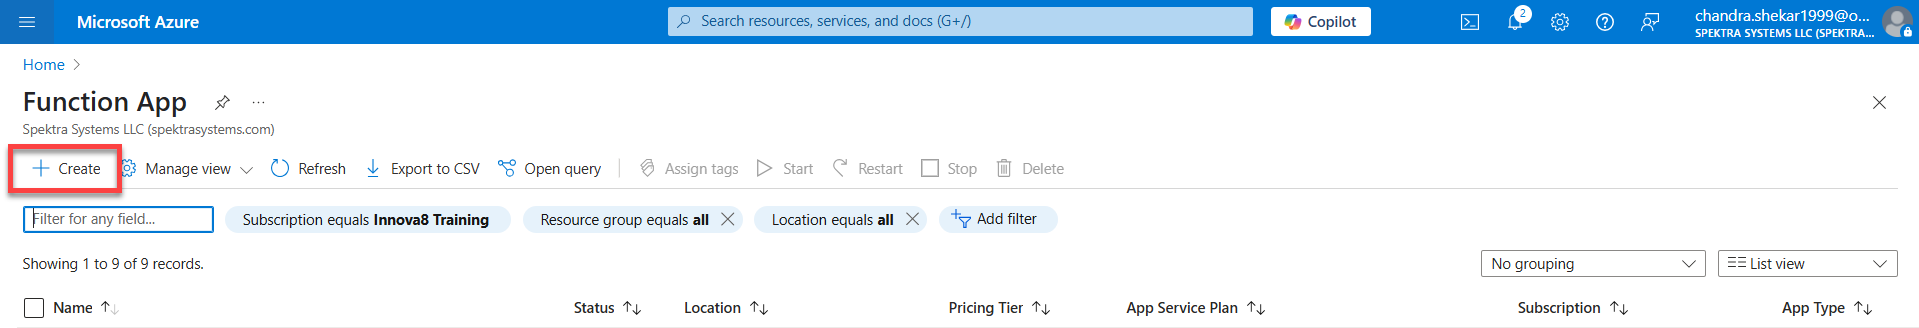 Microsoft Azure
Search resources, services, and docs (G+/)
Copilot
2
chandra.shekar1999@o...
SPEKTRA SYSTEMS LLC (SPEKTRA...
Home >
Function App ...
Spektra Systems LLC (spektrasystems.com)
+ Create Manage view Refresh Export to CSV Open query Assign tags Start Restart Stop Delete
Filter for any field... Subscription equals Innova8 Training Resource group equals all Location equals all Add filter
Showing 1 to 9 of 9 records. No grouping List view
Name Status Location Pricing Tier App Service Plan Subscription App Type